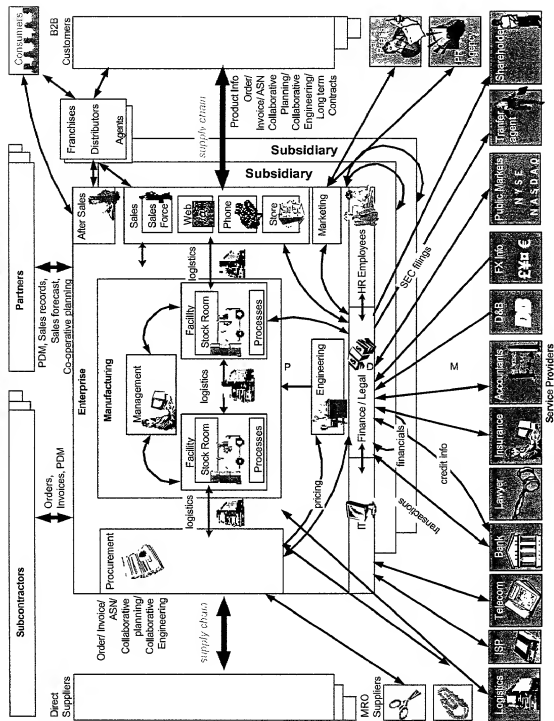 Consumers
B2B
Customers
Franchises
Distributors
Agents
supply chain
Product Info
Order/
Invoice/ASN
Collaborative
Planning/
Collaborative
Engineering/
Long term
Contracts
Agency
Shareholder
Partners
PDM, Sales records,
Sales forecast,
Co-operative planning
Subsidiary
Subsidiary
After Sales
Sales
Sales
Force
Web
Phone
Store
Marketing
HR Employees
SEC filings
Tranfer
agent
Public Markets
NYSE
NASDAQ
FX Info
£¥¤€
D&B
D&B
Enterprise
Manufacturing
Management
Facility
Stock Room
Processes
logistics
Facility
Stock Room
Processes
logistics
logistics
Engineering
P
D
M
Finance / Legal
IT
pricing
financials
credit info
transactions
Accountants
Insurance
Lawyer
Bank
Telecom
ISP
Logistics
Service Providers
Subcontractors
Orders,
Invoices, PDM
Procurement
Order/ Invoice/
ASN/
Collaborative
planning/
Collaborative
Engineering
supply chain
Direct
Suppliers
MRO
Suppliers